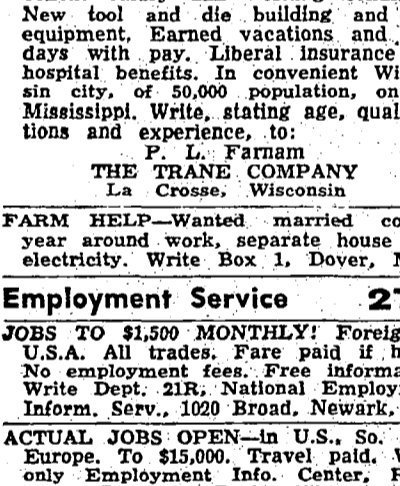 New tool and die building and
equipment. Earned vacations and
days with pay. Liberal insurance
hospital benefits. In convenient Wi
sin city, of 50,000 population, on
Mississippi. Write, stating age, qual
tions and experience, to:
P. L. Farnam
THE TRANE COMPANY
La Crosse, Wisconsin
FARM HELP—Wanted married co
year around work, separate house
electricity. Write Box 1, Dover,
Employment Service 27
JOBS TO $1,500 MONTHLY! Foreig
U.S.A. All trades. Fare paid if h
No employment fees. Free informa
Write Dept. 21R, National Employ
Inform. Serv., 1020 Broad, Newark,
ACTUAL JOBS OPEN—in U.S., So.
Europe. To $15,000. Travel paid. W
only Employment Info. Center,